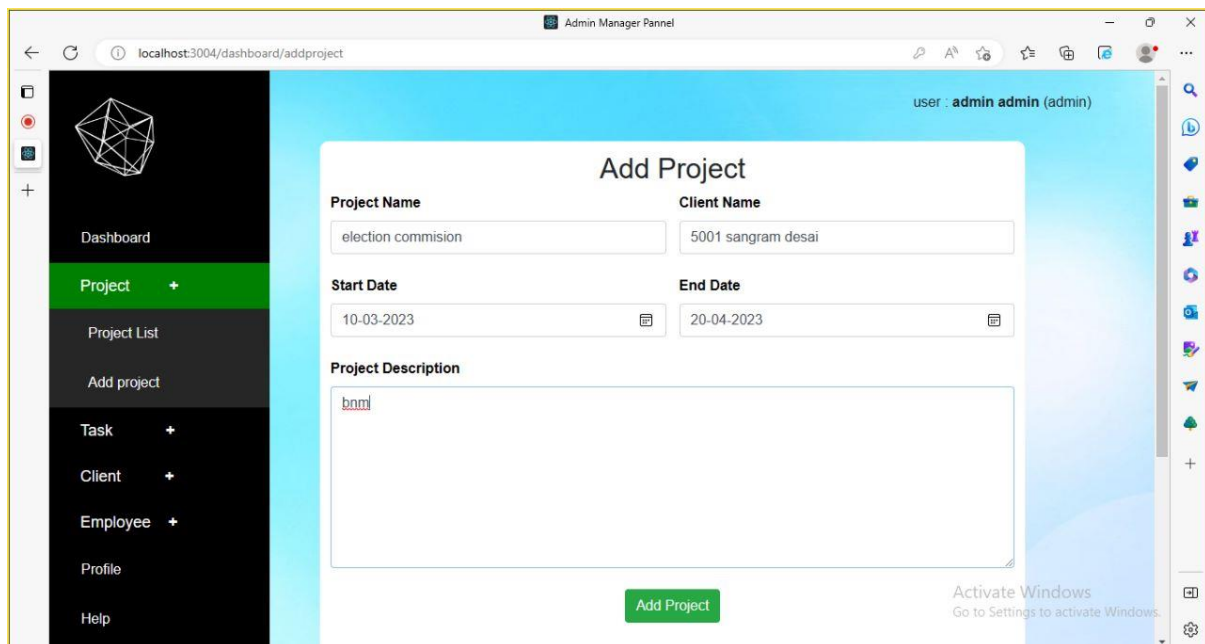 Admin Manager Pannel
localhost:3004/dashboard/addproject
user : admin admin (admin)
Dashboard
Project +
Project List
Add project
Task +
Client +
Employee +
Profile
Help
Add Project
Project Name Client Name
election commision 5001 sangram desai
Start Date End Date
10-03-2023 20-04-2023
Project Description
bnm
Add Project
Activate Windows
Go to Settings to activate Windows.